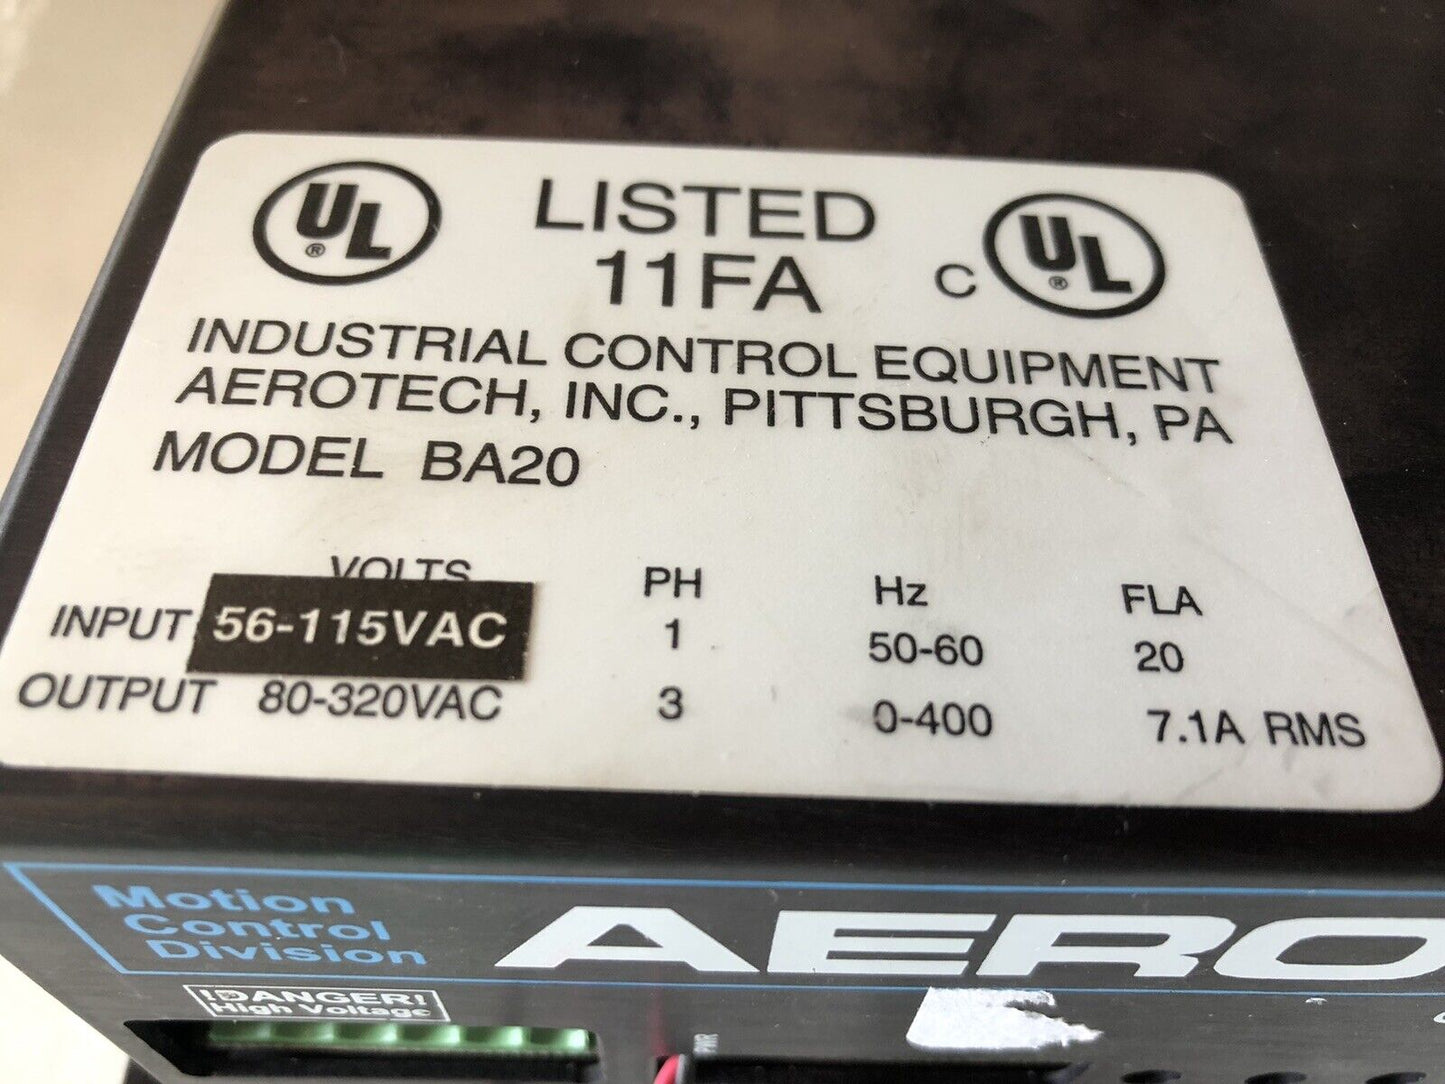 UL® LISTED C UL®
11FA
INDUSTRIAL CONTROL EQUIPMENT
AEROTECH, INC., PITTSBURGH, PA
MODEL BA20
VOLTS PH Hz FLA
INPUT 56-115VAC 1 50-60 20
OUTPUT 80-320VAC 3 0-400 7.1A RMS
Motion
Control
Division
AERO
!DANGER!
High Voltage
PWR